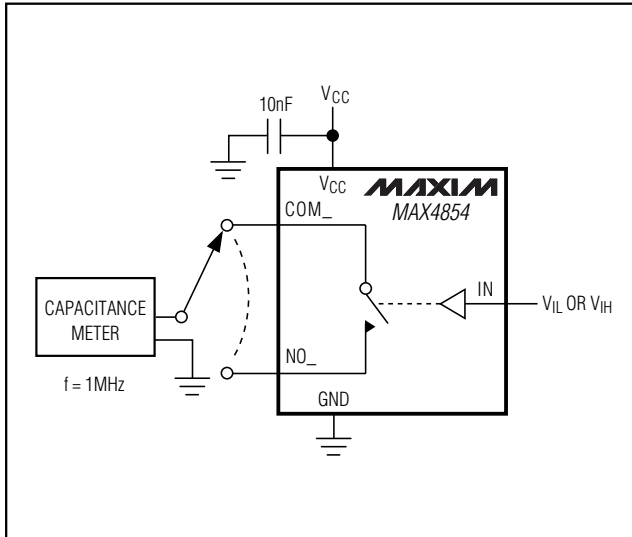 10nF
VCC
VCC
MAXIM
MAX4854
COM_
IN
VIL OR VIH
CAPACITANCE
METER
f = 1MHz
NO_
GND